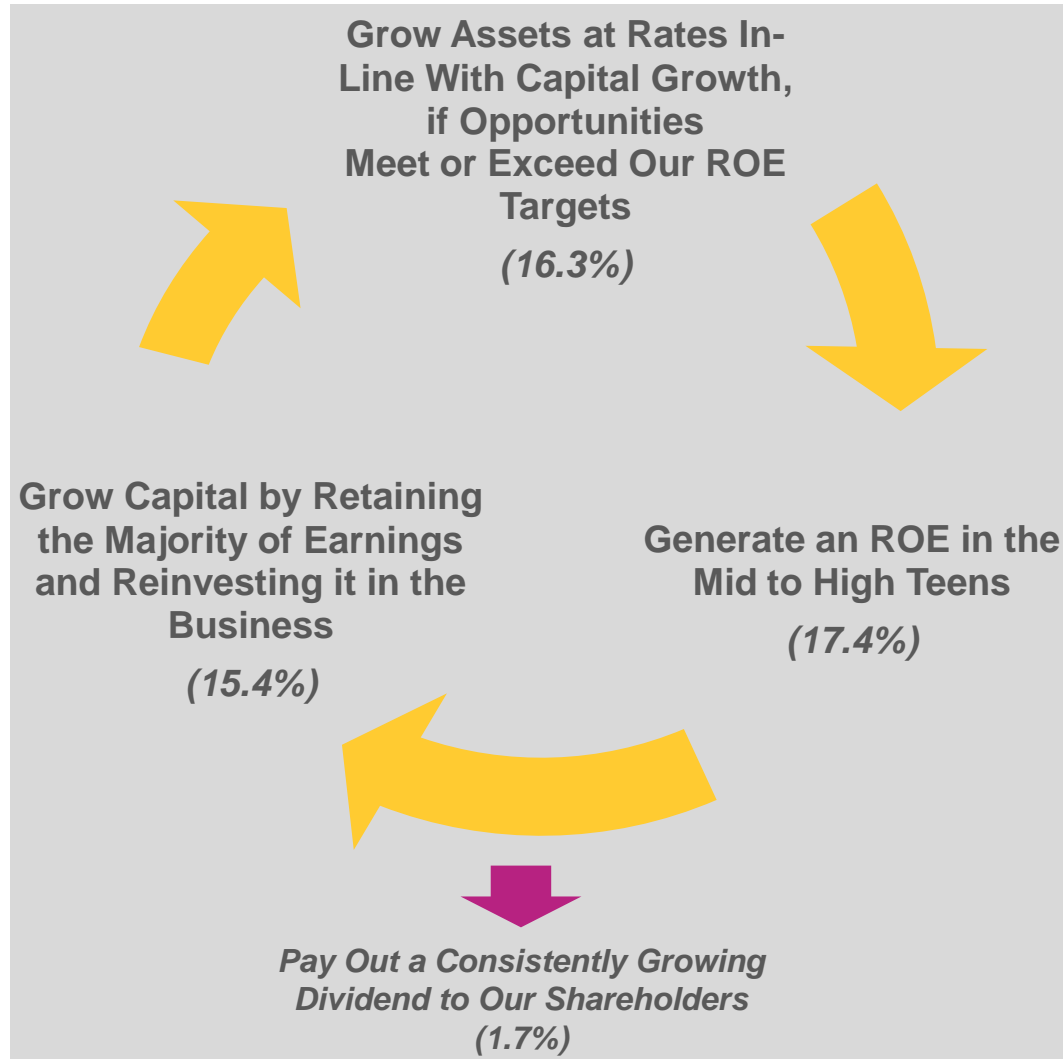 Grow Assets at Rates In-
Line With Capital Growth,
if Opportunities
Meet or Exceed Our ROE
Targets
(16.3%)
Generate an ROE in the
Mid to High Teens
(17.4%)
Grow Capital by Retaining
the Majority of Earnings
and Reinvesting it in the
Business
(15.4%)
Pay Out a Consistently Growing
Dividend to Our Shareholders
(1.7%)